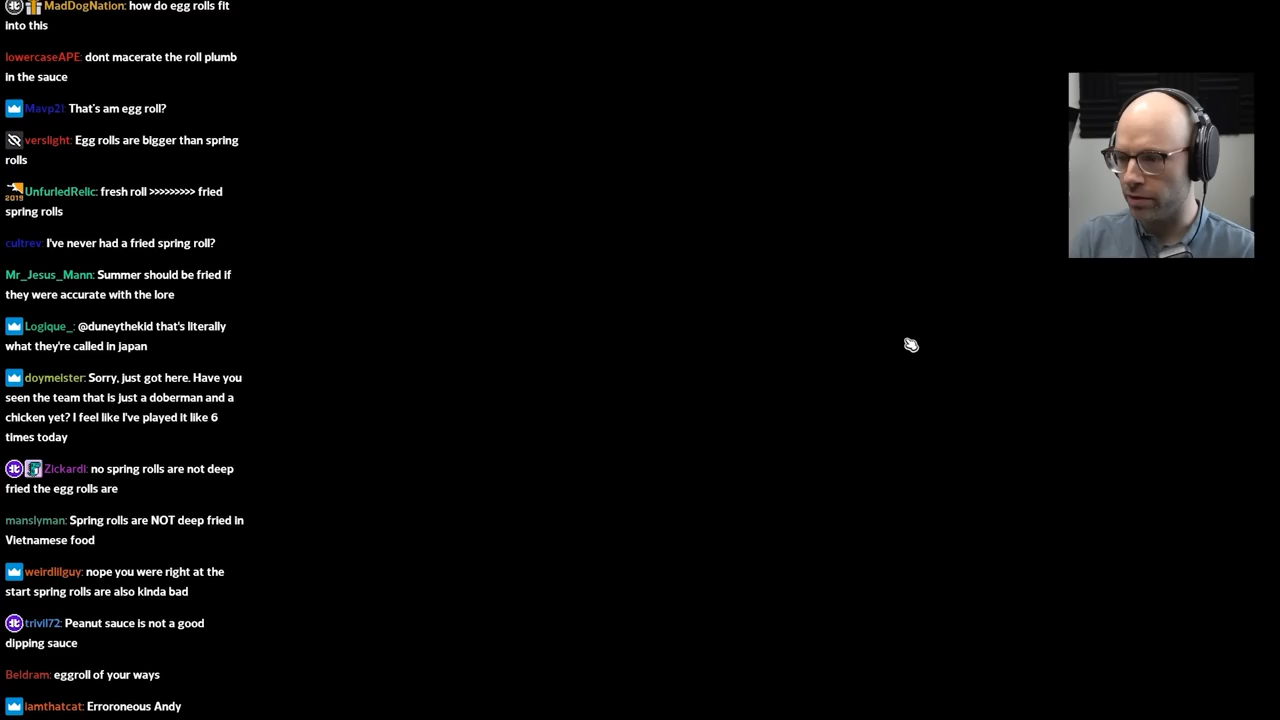 MadDogNation: how do egg rolls fit
into this
lowercaseAPE: dont macerate the roll plumb
in the sauce
Mavp2l: That's am egg roll?
verslight: Egg rolls are bigger than spring
rolls
2019 UnfurledRelic: fresh roll >>>>>>>>> fried
spring rolls
cultrev: I've never had a fried spring roll?
Mr_Jesus_Mann: Summer should be fried if
they were accurate with the lore
Logique_: @duneythekid that's literally
what they're called in japan
doymeister: Sorry, just got here. Have you
seen the team that is just a doberman and a
chicken yet? I feel like I've played it like 6
times today
Zickardi: no spring rolls are not deep
fried the egg rolls are
manslyman: Spring rolls are NOT deep fried in
Vietnamese food
weirdlilguy: nope you were right at the
start spring rolls are also kinda bad
trivil72: Peanut sauce is not a good
dipping sauce
Beldram: eggroll of your ways
Iamthatcat: Erroroneous Andy